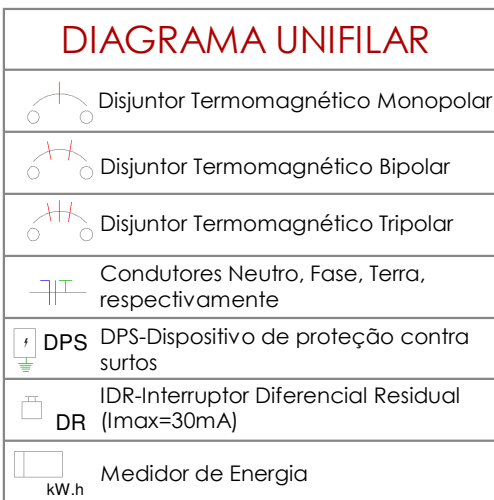 DIAGRAMA UNIFILAR
Disjuntor Termomagnético Monopolar
Disjuntor Termomagnético Bipolar
Disjuntor Termomagnético Tripolar
Condutores Neutro, Fase, Terra,
respectivamente
DPS DPS-Dispositivo de proteção contra
surtos
IDR-Interruptor Diferencial Residual
DR (Imax=30mA)
Medidor de Energia
kW.h